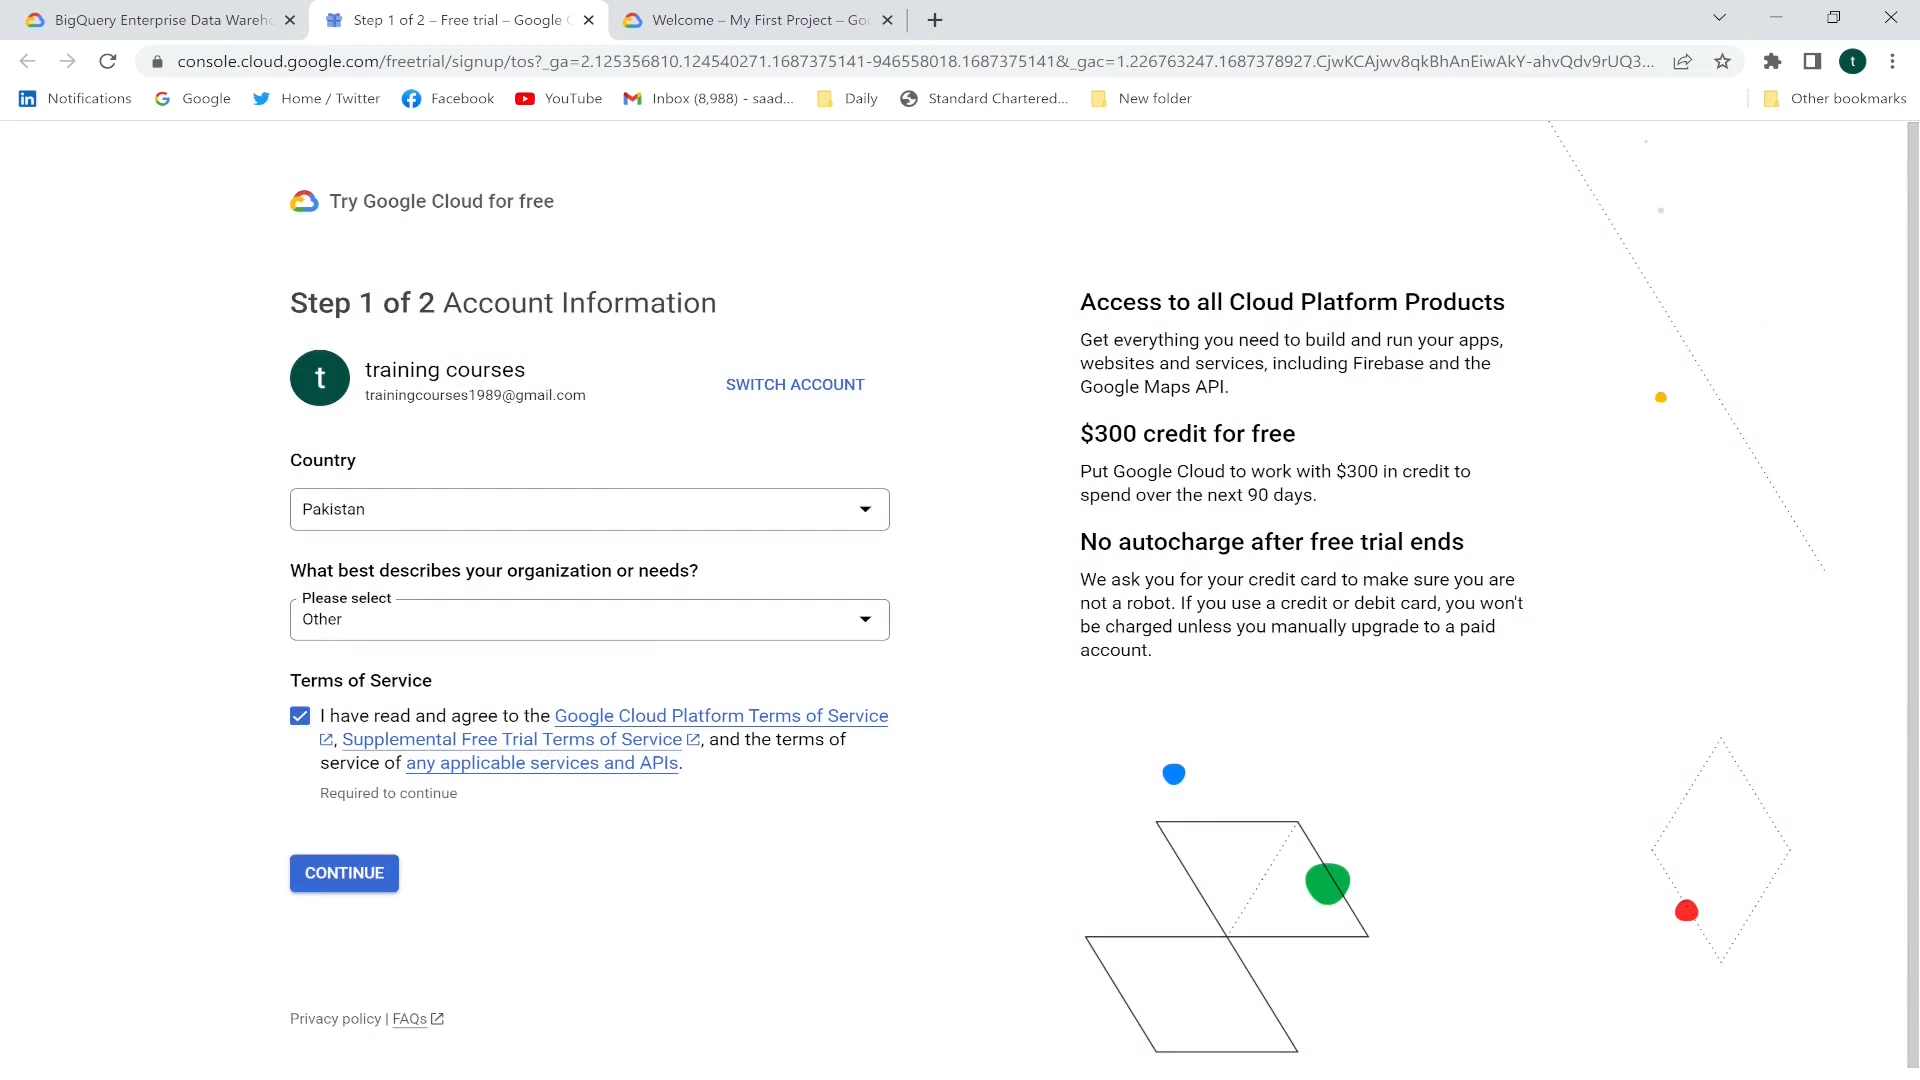 BigQuery Enterprise Data Wareho
Step 1 of 2 – Free trial – Google C
Welcome – My First Project – Goo
console.cloud.google.com/freetrial/signup/tos?_ga=2.125356810.124540271.1687375141-946558018.1687375141&_gac=1.226763247.1687378927.CjwKCAjwv8qkBhAnEiwAkY-ahvQdv9rUQ3...
t
Notifications
Google
Home / Twitter
Facebook
YouTube
Inbox (8,988) - saad...
Daily
Standard Chartered...
New folder
Other bookmarks
Try Google Cloud for free
Step 1 of 2 Account Information
t
training courses
trainingcourses1989@gmail.com
SWITCH ACCOUNT
Country
Pakistan
What best describes your organization or needs?
Please select
Other
Terms of Service
I have read and agree to the Google Cloud Platform Terms of Service
, Supplemental Free Trial Terms of Service , and the terms of
service of any applicable services and APIs.
Required to continue
CONTINUE
Privacy policy | FAQs
Access to all Cloud Platform Products
Get everything you need to build and run your apps,
websites and services, including Firebase and the
Google Maps API.
$300 credit for free
Put Google Cloud to work with $300 in credit to
spend over the next 90 days.
No autocharge after free trial ends
We ask you for your credit card to make sure you are
not a robot. If you use a credit or debit card, you won't
be charged unless you manually upgrade to a paid
account.